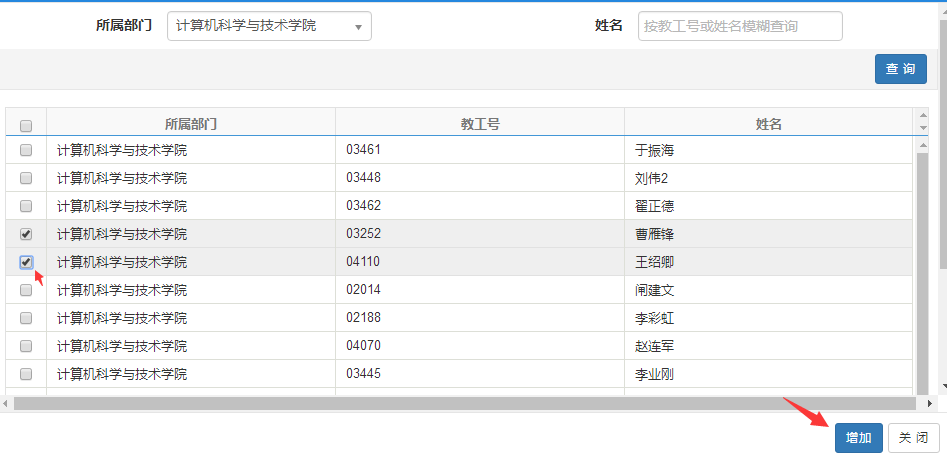 所属部门 计算机科学与技术学院 姓名 按教工号或姓名模糊查询
查 询
所属部门 教工号 姓名
计算机科学与技术学院 03461 于振海
计算机科学与技术学院 03448 刘伟2
计算机科学与技术学院 03462 翟正德
计算机科学与技术学院 03252 曹雁锋
计算机科学与技术学院 04110 王绍卿
计算机科学与技术学院 02014 闸建文
计算机科学与技术学院 02188 李彩虹
计算机科学与技术学院 04070 赵连军
计算机科学与技术学院 03445 李业刚
增加 关 闭